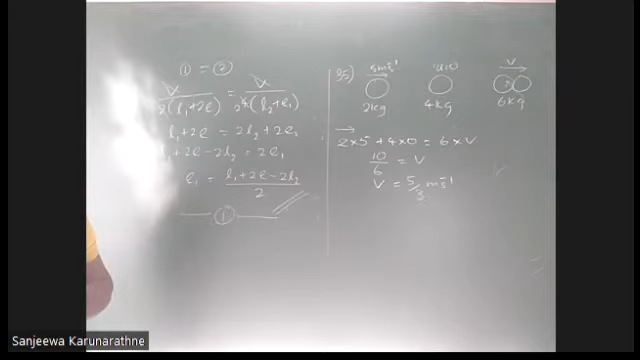 ① = ②
V / 2(l₁+2e) = V / 2(l₂+e₁)
l₁+2e = 2l₂+2e₁
l₁+2e-2l₂ = 2e₁
e₁ = l₁+2e-2l₂ / 2
①
35)
5ms⁻¹
u=0
V
2kg
4kg
6kg
2×5 + 4×0 = 6×V
10/6 = V
V = 5/3 ms⁻¹
Sanjeewa Karunarathne